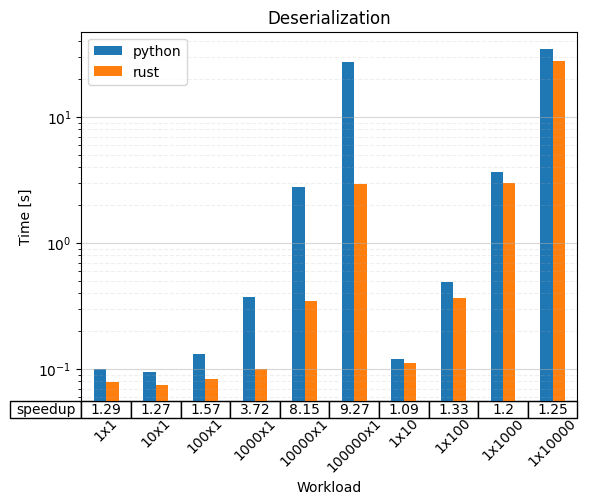 Deserialization
python
rust
Time [s]
10¹
10⁰
10⁻¹
speedup 1.29 1.27 1.57 3.72 8.15 9.27 1.09 1.33 1.2 1.25
1x1 10x1 100x1 1000x1 10000x1 100000x1 1x10 1x100 1x1000 1x10000
Workload